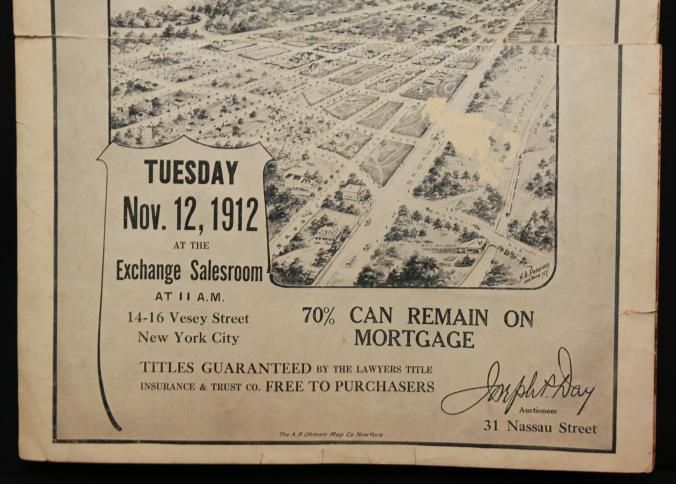 TUESDAY
Nov. 12, 1912
AT THE
Exchange Salesroom
AT 11 A.M.
14-16 Vesey Street
New York City
70% CAN REMAIN ON
MORTGAGE
TITLES GUARANTEED BY THE LAWYERS TITLE
INSURANCE & TRUST CO. FREE TO PURCHASERS
Joseph P. Day
Auctioneer
31 Nassau Street
The A. R. Ohman Map Co. New York.